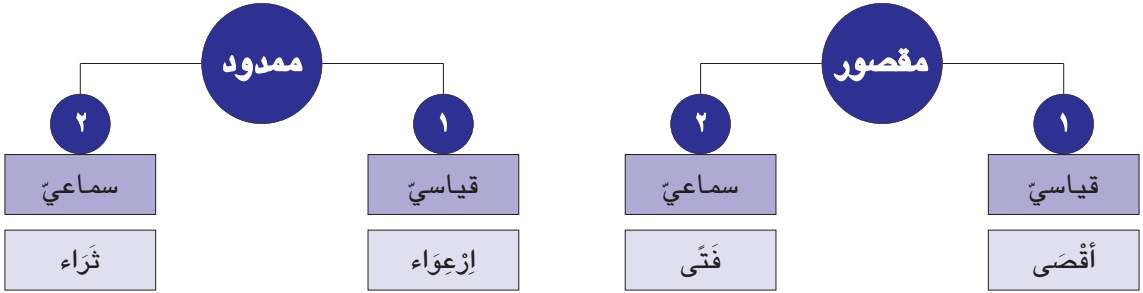 مقصور
١
قياسيّ
أَقْصَى
٢
سماعيّ
فَتًى
ممدود
١
قياسيّ
اِرْعِوَاء
٢
سماعيّ
ثَرَاء